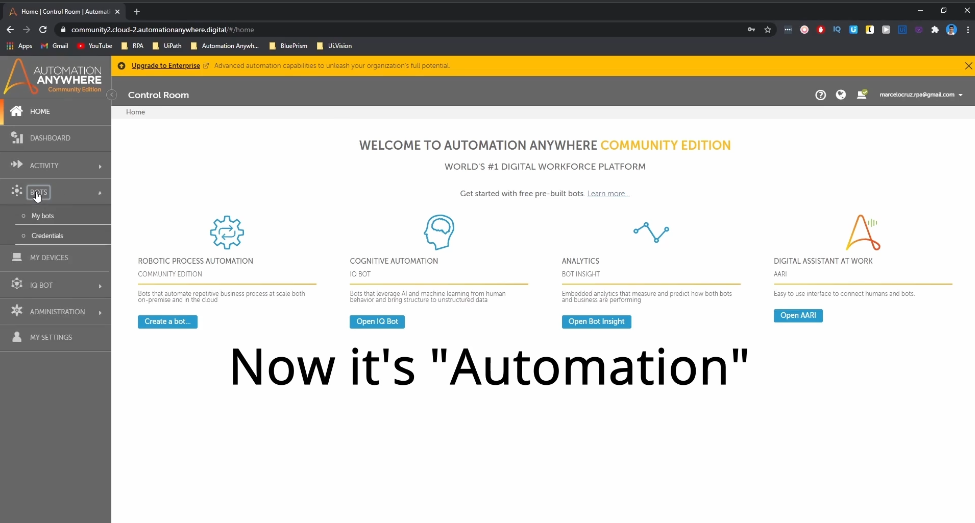 Home | Control Room | Automati
community2.cloud-2.automationanywhere.digital/#/home
Apps
Gmail
YouTube
RPA
UiPath
Automation Anywh...
BluePrism
Ui.Vision
AUTOMATION
ANYWHERE
Community Edition
Upgrade to Enterprise
Advanced automation capabilities to unleash your organization's full potential.
Control Room
marcelocruz.rpa@gmail.com
Home
HOME
DASHBOARD
ACTIVITY
BOTS
My bots
Credentials
MY DEVICES
IQ BOT
ADMINISTRATION
MY SETTINGS
WELCOME TO AUTOMATION ANYWHERE COMMUNITY EDITION
WORLD'S #1 DIGITAL WORKFORCE PLATFORM
Get started with free pre-built bots. Learn more...
ROBOTIC PROCESS AUTOMATION
COMMUNITY EDITION
Bots that automate repetitive business process at scale both
on-premise and in the cloud
Create a bot...
COGNITIVE AUTOMATION
IQ BOT
Bots that leverage AI and machine learning from human
behavior and bring structure to unstructured data
Open IQ Bot
ANALYTICS
BOT INSIGHT
Embedded analytics that measure and predict how both bots
and business are performing
Open Bot Insight
DIGITAL ASSISTANT AT WORK
AARI
Easy to use interface to connect humans and bots.
Open AARI
Now it's "Automation"